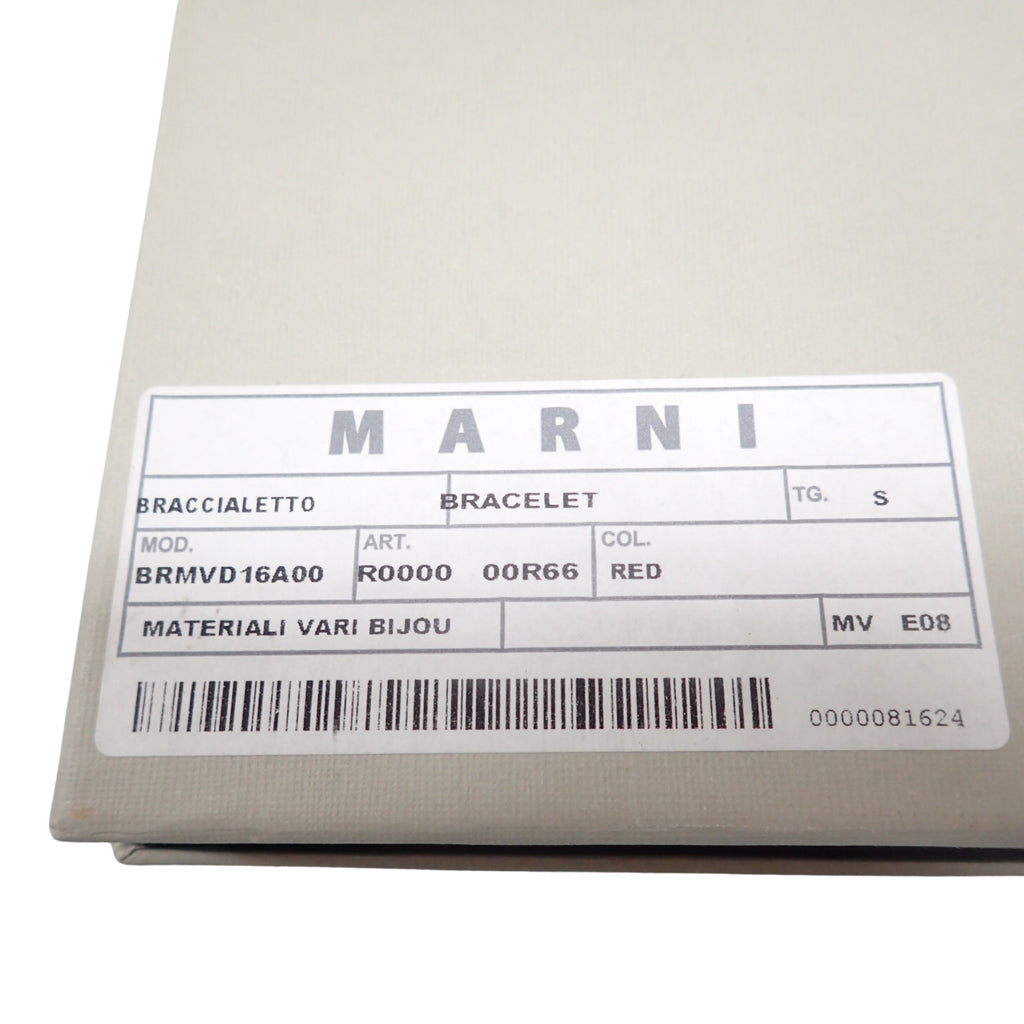 MARNI
BRACCIALETTO BRACELET TG. S
MOD. ART. COL.
BRMVD16A00 R0000 00R66 RED
MATERIALI VARI BIJOU MV E08
0000081624